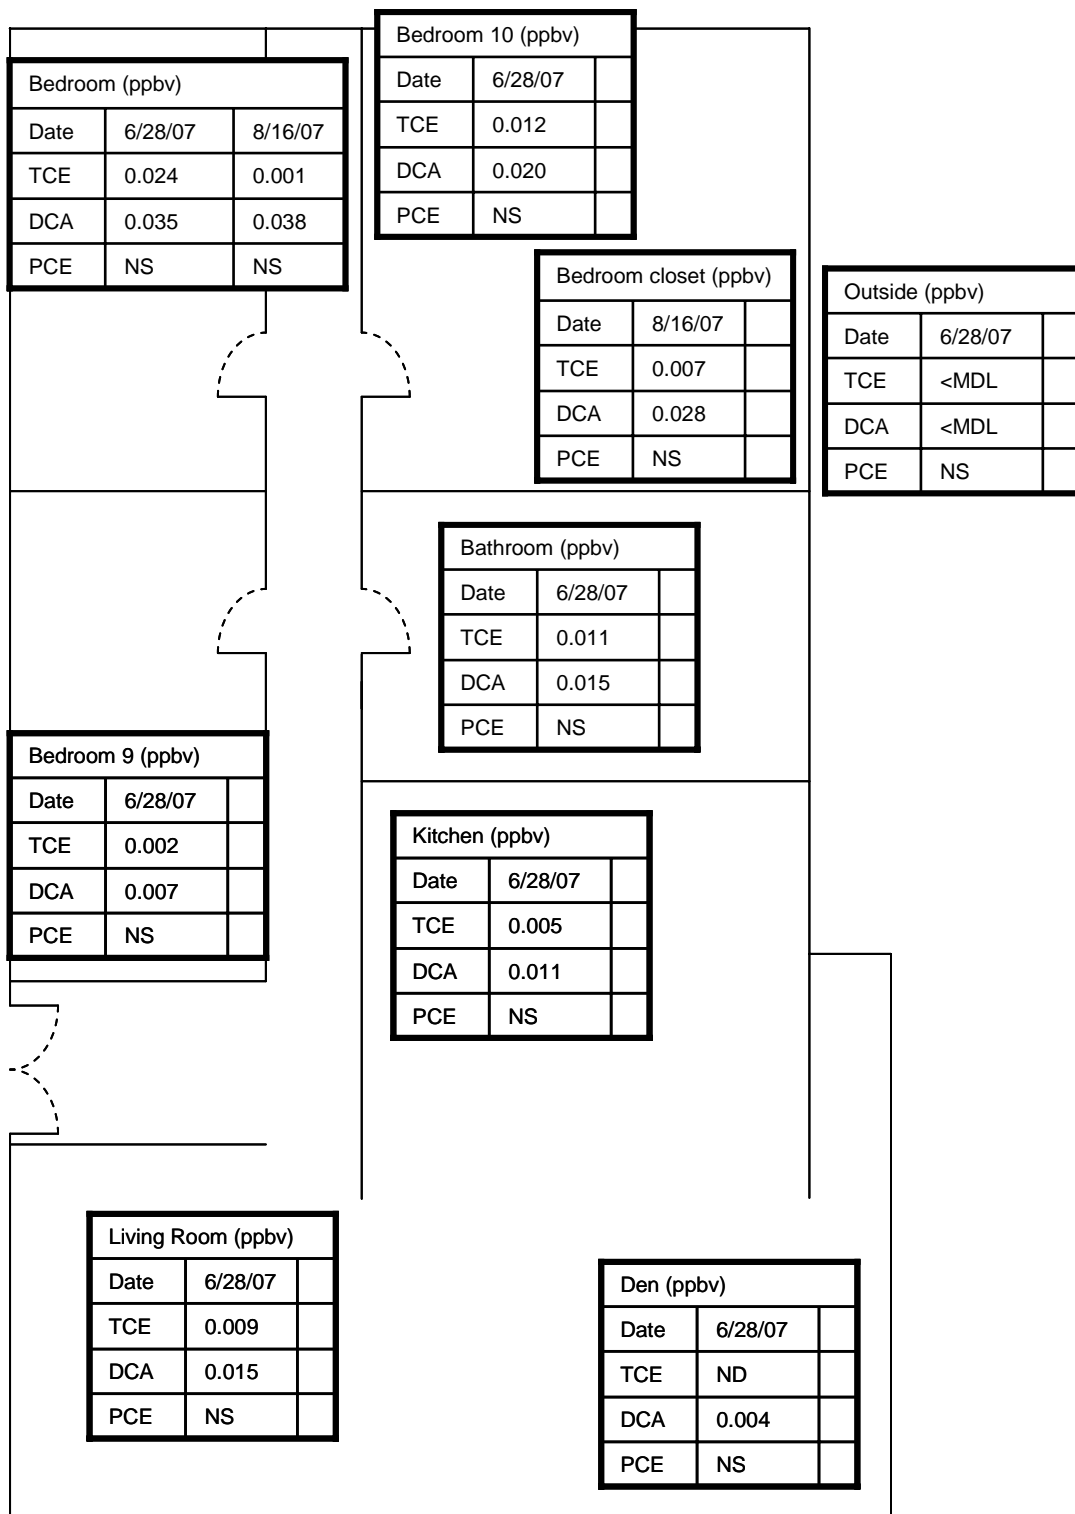 Bedroom 10 (ppbv)
Date 6/28/07
TCE 0.012
DCA 0.020
PCE NS
Bedroom (ppbv)
Date 6/28/07 8/16/07
TCE 0.024 0.001
DCA 0.035 0.038
PCE NS NS
Bedroom closet (ppbv)
Date 8/16/07
TCE 0.007
DCA 0.028
PCE NS
Outside (ppbv)
Date 6/28/07
TCE <MDL
DCA <MDL
PCE NS
Bathroom (ppbv)
Date 6/28/07
TCE 0.011
DCA 0.015
PCE NS
Bedroom 9 (ppbv)
Date 6/28/07
TCE 0.002
DCA 0.007
PCE NS
Kitchen (ppbv)
Date 6/28/07
TCE 0.005
DCA 0.011
PCE NS
Living Room (ppbv)
Date 6/28/07
TCE 0.009
DCA 0.015
PCE NS
Den (ppbv)
Date 6/28/07
TCE ND
DCA 0.004
PCE NS